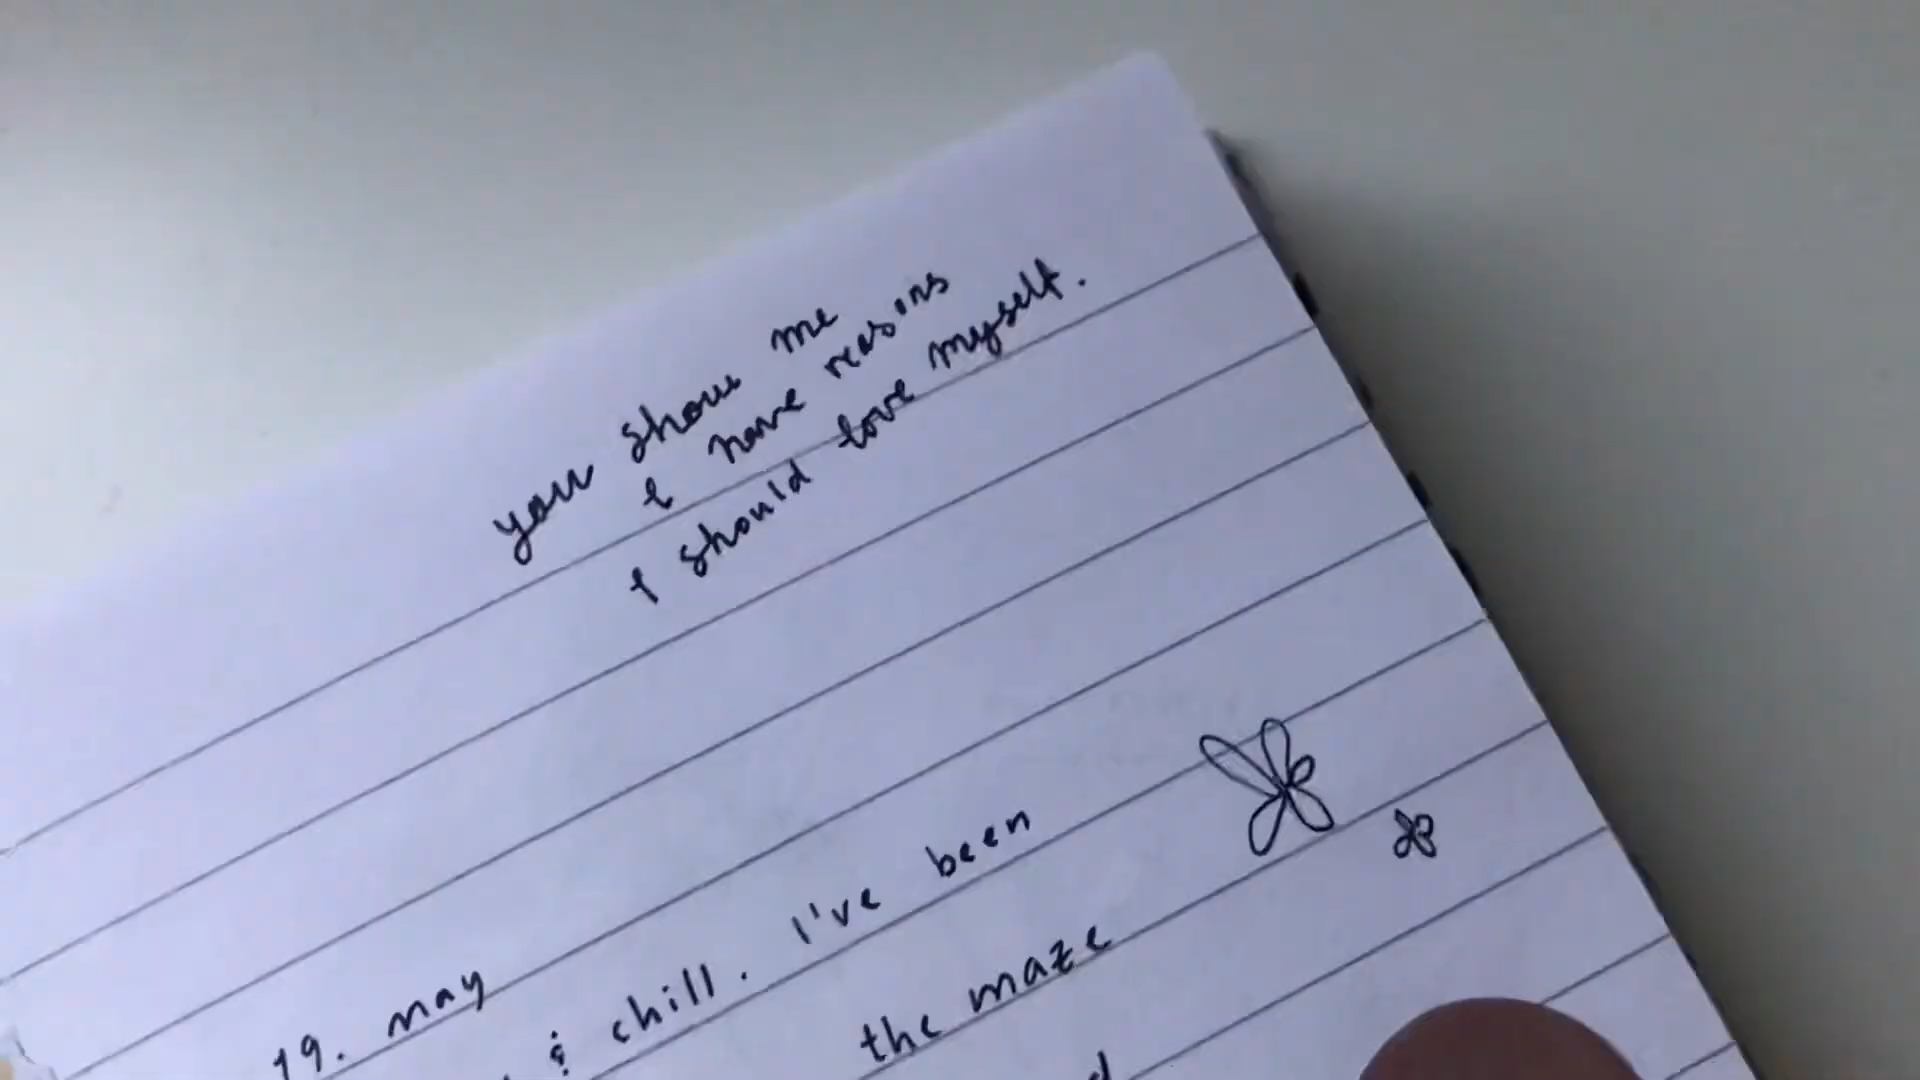 you show me
I have reasons
I should love myself.
19. may
& chill. I've been
the maze